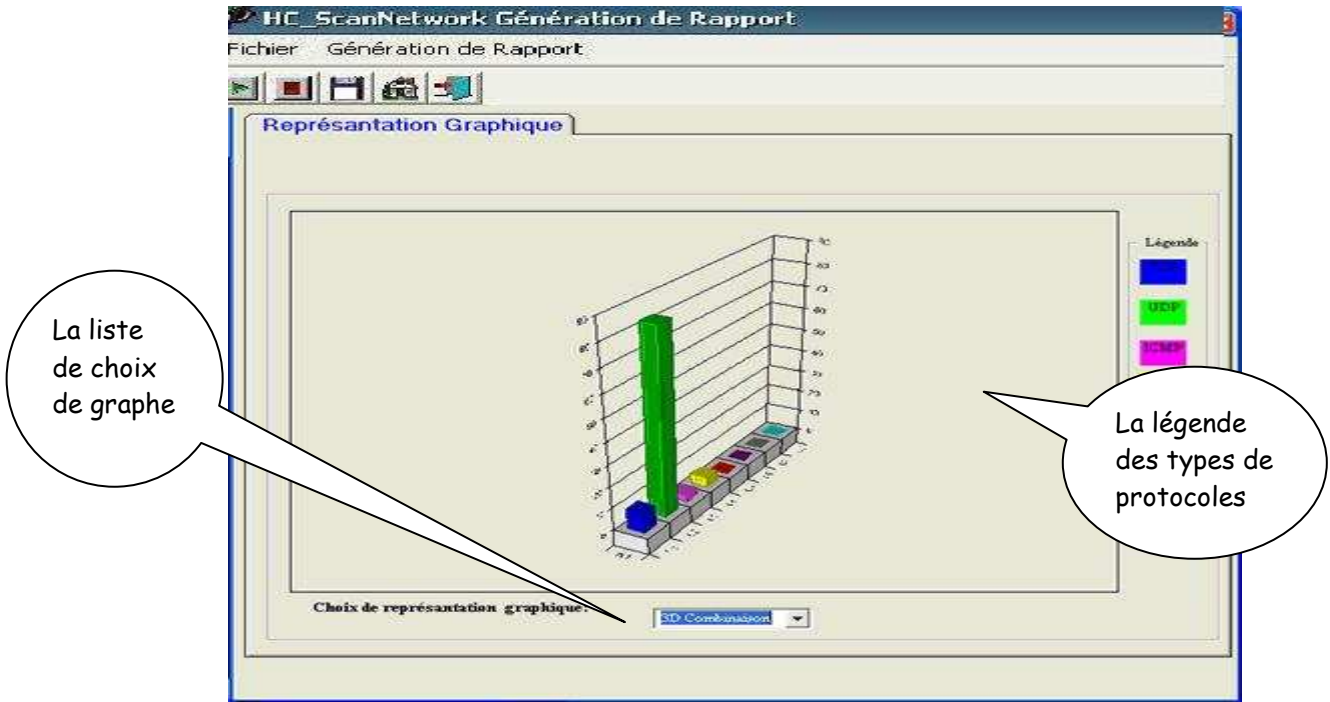 HC_ScanNetwork Génération de Rapport
Fichier Génération de Rapport
Représantation Graphique
Légende
UDP
ICMP
La liste
de choix
de graphe
La légende
des types de
protocoles
Choix de représantation graphique:
3D Combinaison